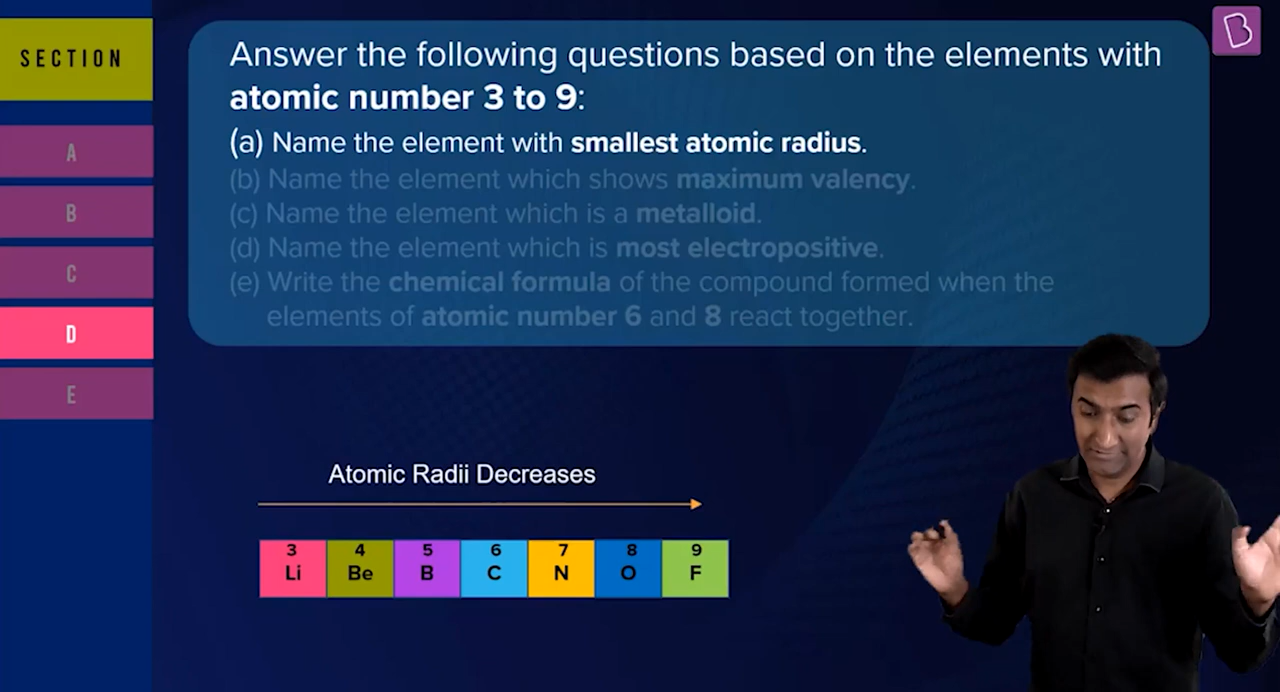 SECTION
A
B
C
D
E
Answer the following questions based on the elements with
atomic number 3 to 9:
(a) Name the element with smallest atomic radius.
(b) Name the element which shows maximum valency.
(c) Name the element which is a metalloid.
(d) Name the element which is most electropositive.
(e) Write the chemical formula of the compound formed when the
elements of atomic number 6 and 8 react together.
B
Atomic Radii Decreases
3 4 5 6 7 8 9
Li Be B C N O F